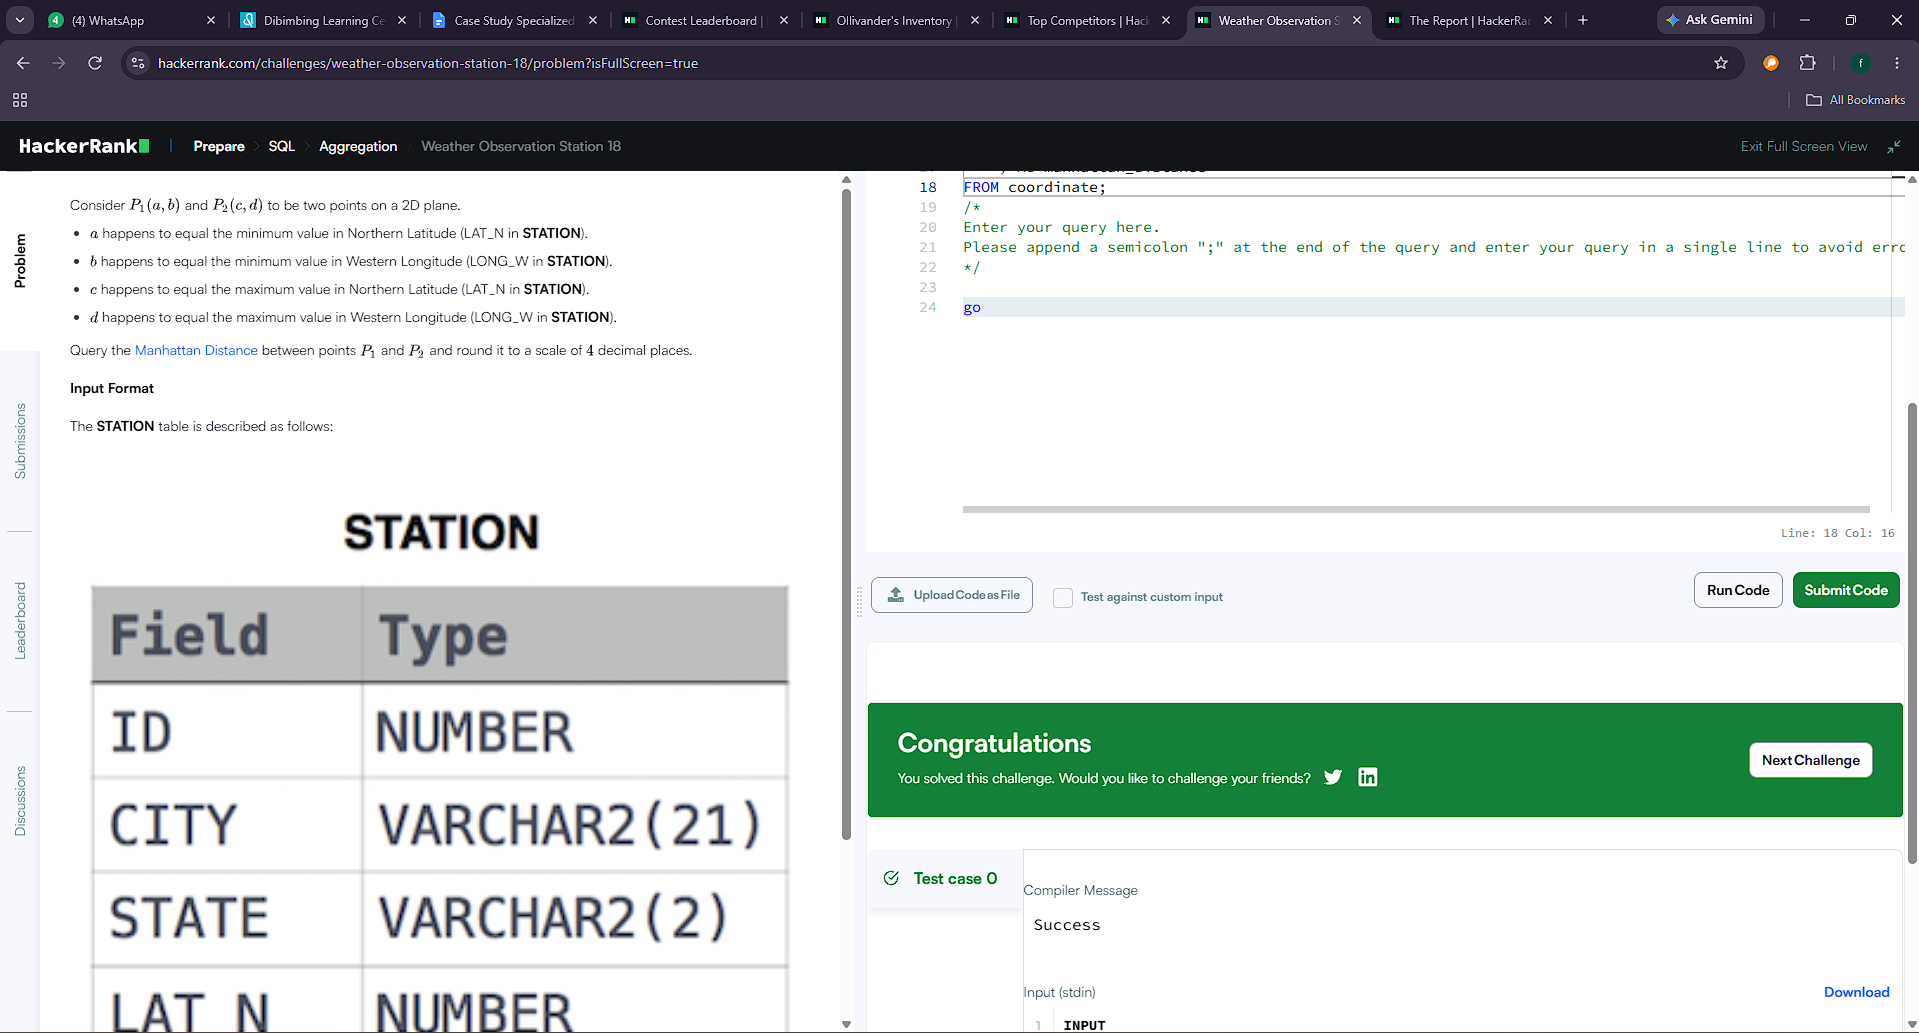 (4) WhatsApp
Dibimbing Learning Ce
Case Study Specialized
Contest Leaderboard |
Ollivander's Inventory |
Top Competitors | Hack
Weather Observation S
The Report | HackerRan
Ask Gemini
hackerrank.com/challenges/weather-observation-station-18/problem?isFullScreen=true
All Bookmarks
HackerRank
Prepare
SQL
Aggregation
Weather Observation Station 18
Exit Full Screen View
Problem
Submissions
Leaderboard
Discussions
Consider P1(a, b) and P2(c, d) to be two points on a 2D plane.
• a happens to equal the minimum value in Northern Latitude (LAT_N in STATION).
• b happens to equal the minimum value in Western Longitude (LONG_W in STATION).
• c happens to equal the maximum value in Northern Latitude (LAT_N in STATION).
• d happens to equal the maximum value in Western Longitude (LONG_W in STATION).
Query the Manhattan Distance between points P1 and P2 and round it to a scale of 4 decimal places.
Input Format
The STATION table is described as follows:
STATION
Field Type
ID NUMBER
CITY VARCHAR2(21)
STATE VARCHAR2(2)
LAT_N NUMBER
18 FROM coordinate;
19 /*
20 Enter your query here.
21 Please append a semicolon ";" at the end of the query and enter your query in a single line to avoid erro
22 */
23
24 go
Line: 18 Col: 16
Upload Code as File
Test against custom input
Run Code
Submit Code
Congratulations
You solved this challenge. Would you like to challenge your friends?
Next Challenge
Test case 0
Compiler Message
Success
Input (stdin)
Download
1 INPUT